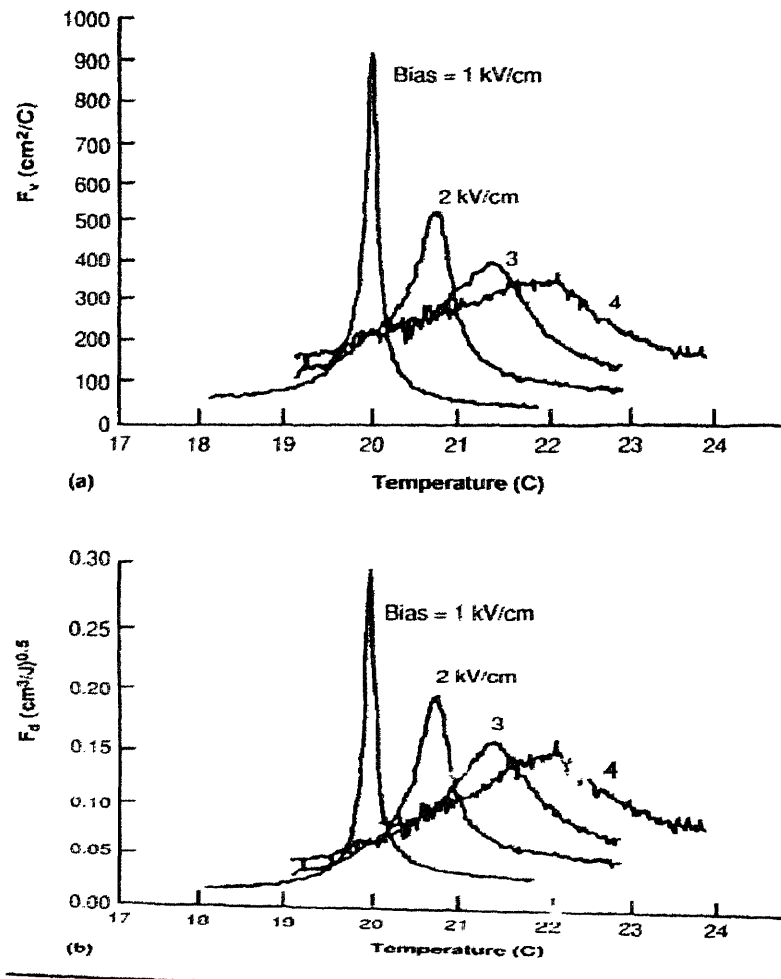 1000
900
800
700
600
500
400
300
200
100
0
F_v (cm²/C)
Bias = 1 kV/cm
2 kV/cm
3
4
17 18 19 20 21 22 23 24
(a) Temperature (C)
0.30
0.25
0.20
0.15
0.10
0.05
0.00
F_d (cm³/J)^0.5
Bias = 1 kV/cm
2 kV/cm
3
4
17 18 19 20 21 22 23 24
(b) Temperature (C)